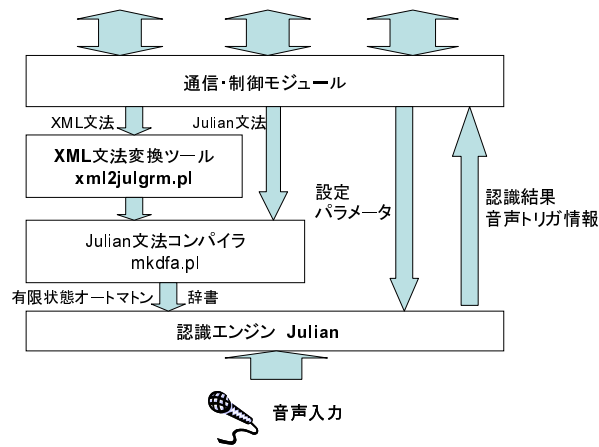 通信・制御モジュール
XML文法
Julian文法
XML文法変換ツール
xml2julgrm.pl
設定
パラメータ
認識結果
音声トリガ情報
Julian文法コンパイラ
mkdfa.pl
有限状態オートマトン
辞書
認識エンジン Julian
音声入力